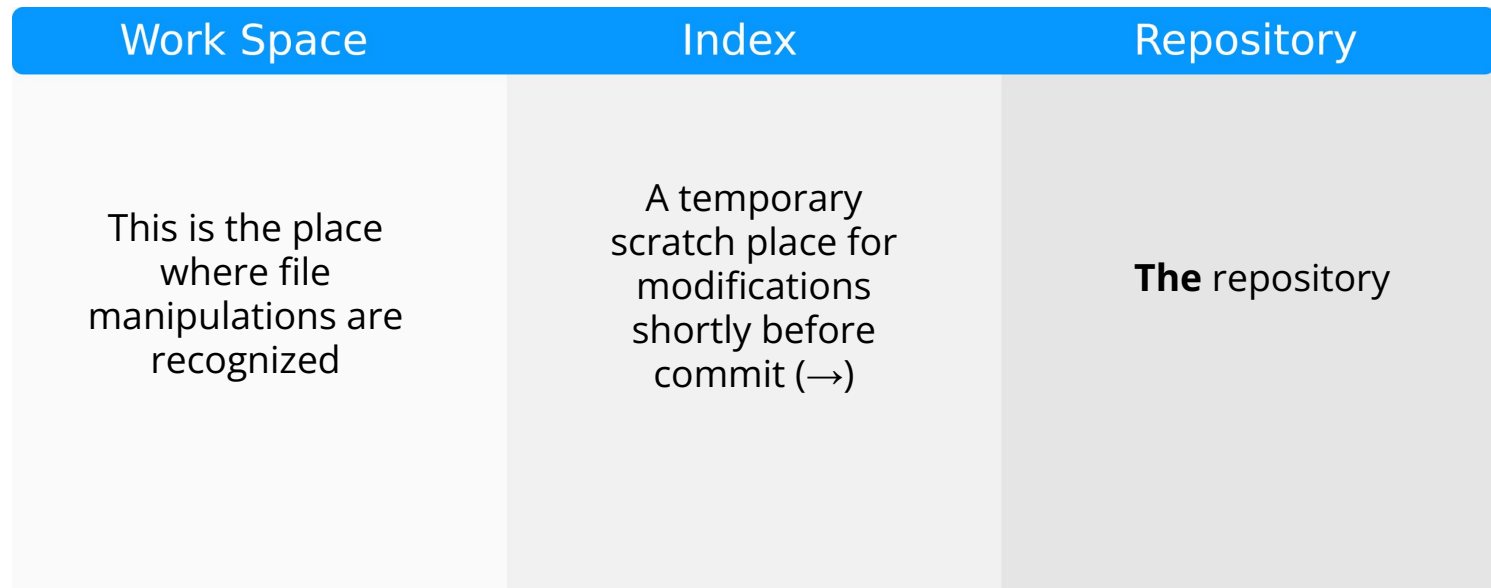 Work Space
Index
Repository
This is the place
where file
manipulations are
recognized
A temporary
scratch place for
modifications
shortly before
commit (→)
The repository